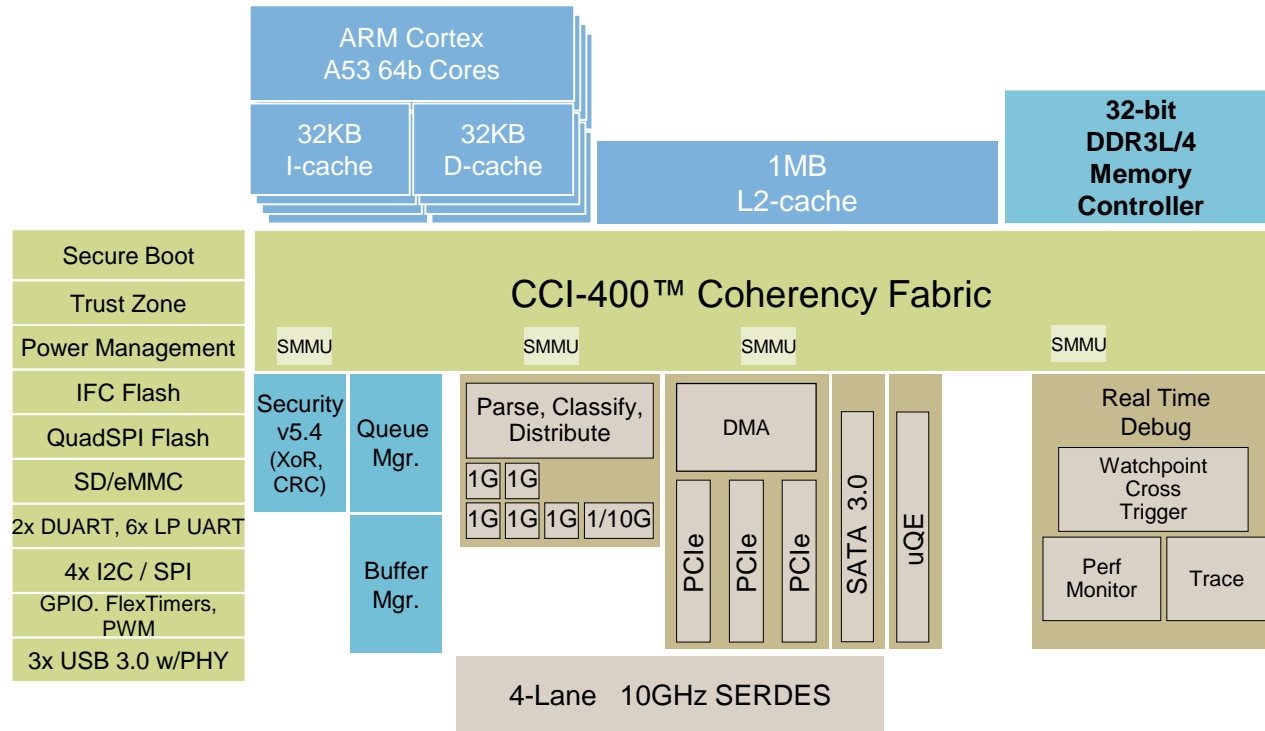 ARM Cortex
A53 64b Cores
32KB
I-cache
32KB
D-cache
1MB
L2-cache
32-bit
DDR3L/4
Memory
Controller
Secure Boot
Trust Zone
Power Management
IFC Flash
QuadSPI Flash
SD/eMMC
2x DUART, 6x LP UART
4x I2C / SPI
GPIO. FlexTimers,
PWM
3x USB 3.0 w/PHY
CCI-400™ Coherency Fabric
SMMU
SMMU
SMMU
SMMU
Security
v5.4
(XoR,
CRC)
Queue
Mgr.
Buffer
Mgr.
Parse, Classify,
Distribute
1G 1G
1G 1G 1G 1/10G
DMA
PCIe
PCIe
PCIe
SATA 3.0
uQE
Real Time
Debug
Watchpoint
Cross
Trigger
Perf
Monitor
Trace
4-Lane 10GHz SERDES